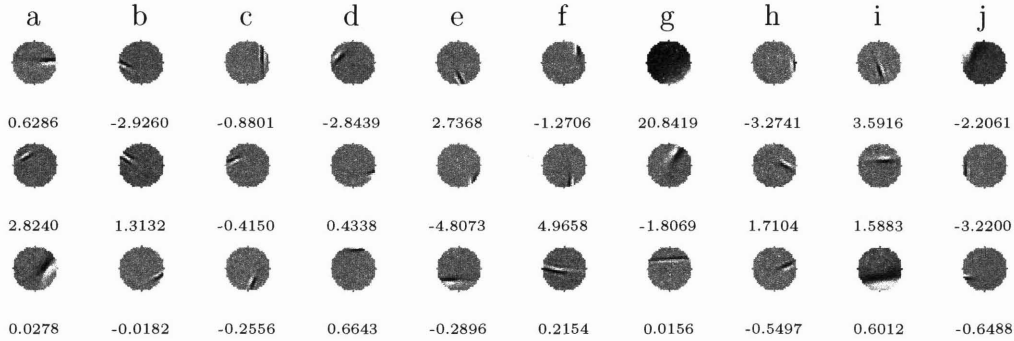 a b c d e f g h i j
0.6286 -2.9260 -0.8801 -2.8439 2.7368 -1.2706 20.8419 -3.2741 3.5916 -2.2061
2.8240 1.3132 -0.4150 0.4338 -4.8073 4.9658 -1.8069 1.7104 1.5883 -3.2200
0.0278 -0.0182 -0.2556 0.6643 -0.2896 0.2154 0.0156 -0.5497 0.6012 -0.6488